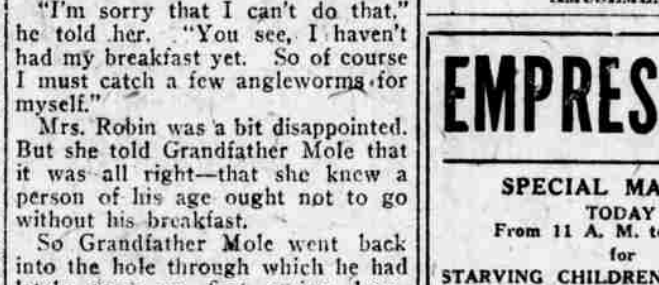 "I'm sorry that I can't do that,"
he told her. "You see, I haven't
had my breakfast yet. So of course
I must catch a few angleworms for
myself."
Mrs. Robin was a bit disappointed.
But she told Grandfather Mole that
it was all right—that she knew a
person of his age ought not to go
without his breakfast.
So Grandfather Mole went back
into the hole through which he had
EMPRES
SPECIAL MA
TODAY
From 11 A. M. to
for
STARVING CHILDREN